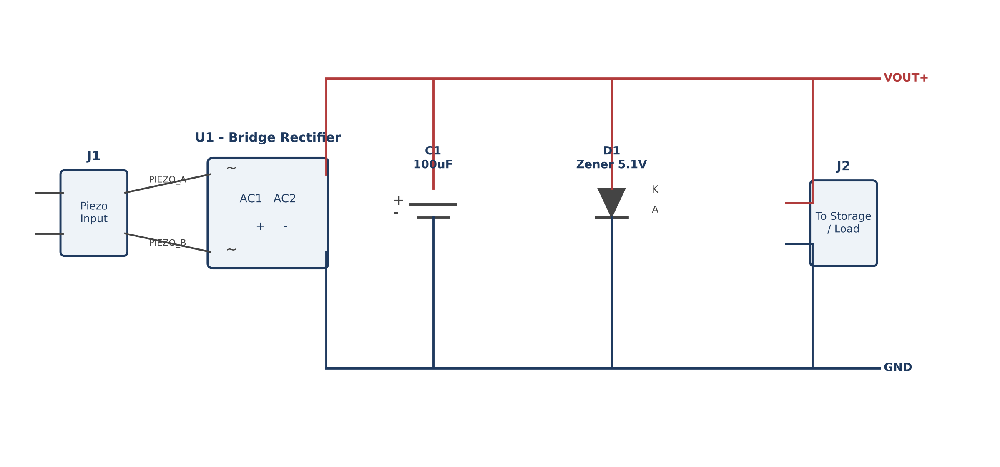 VOUT+
U1 - Bridge Rectifier
J1
C1
100uF
D1
Zener 5.1V
J2
~
PIEZO_A
AC1 AC2
+ -
~
PIEZO_B
Piezo
Input
+
-
K
A
To Storage
/ Load
GND